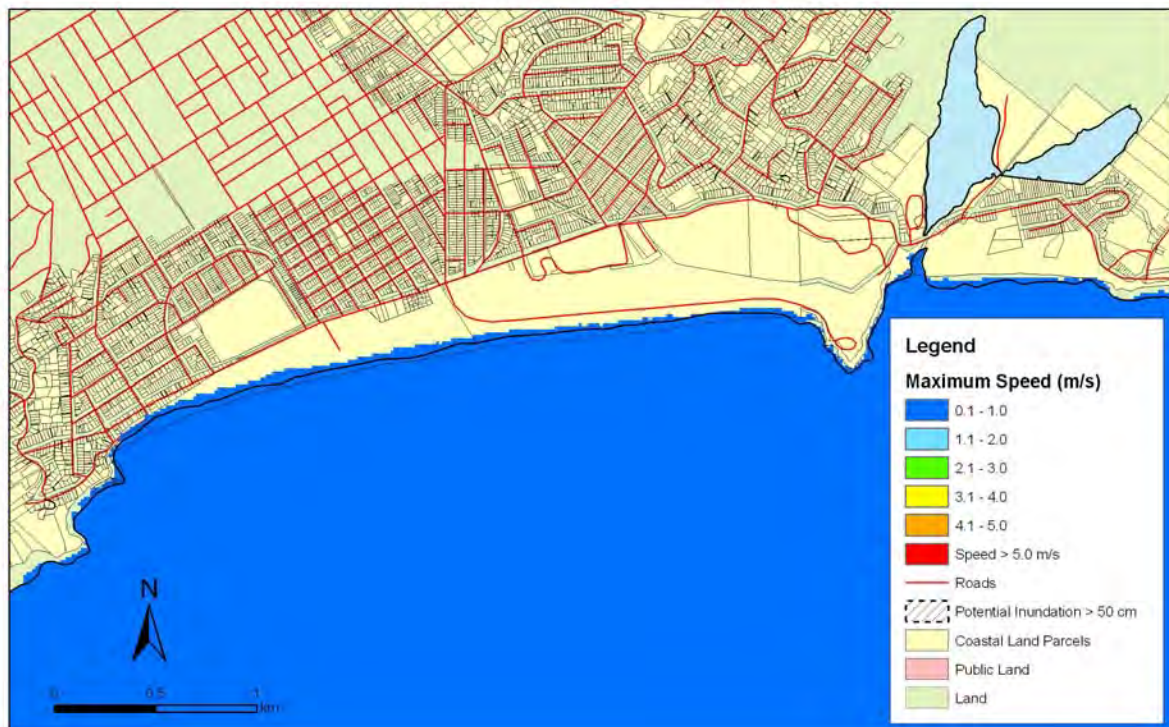 Legend
Maximum Speed (m/s)
0.1 - 1.0
1.1 - 2.0
2.1 - 3.0
3.1 - 4.0
4.1 - 5.0
Speed > 5.0 m/s
Roads
Potential Inundation > 50 cm
Coastal Land Parcels
Public Land
Land
N
0 0.5 1
km